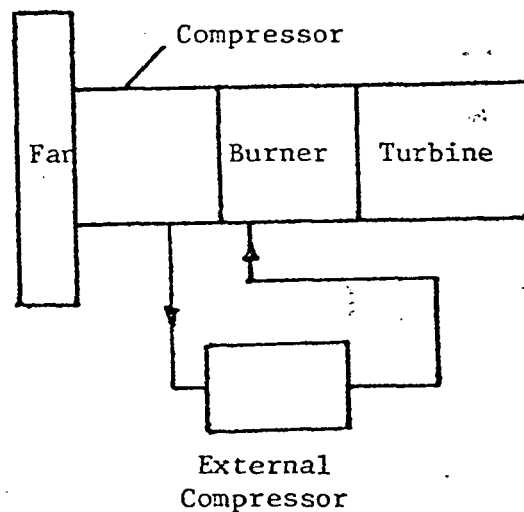 Compressor
Fan
Burner
Turbine
External
Compressor